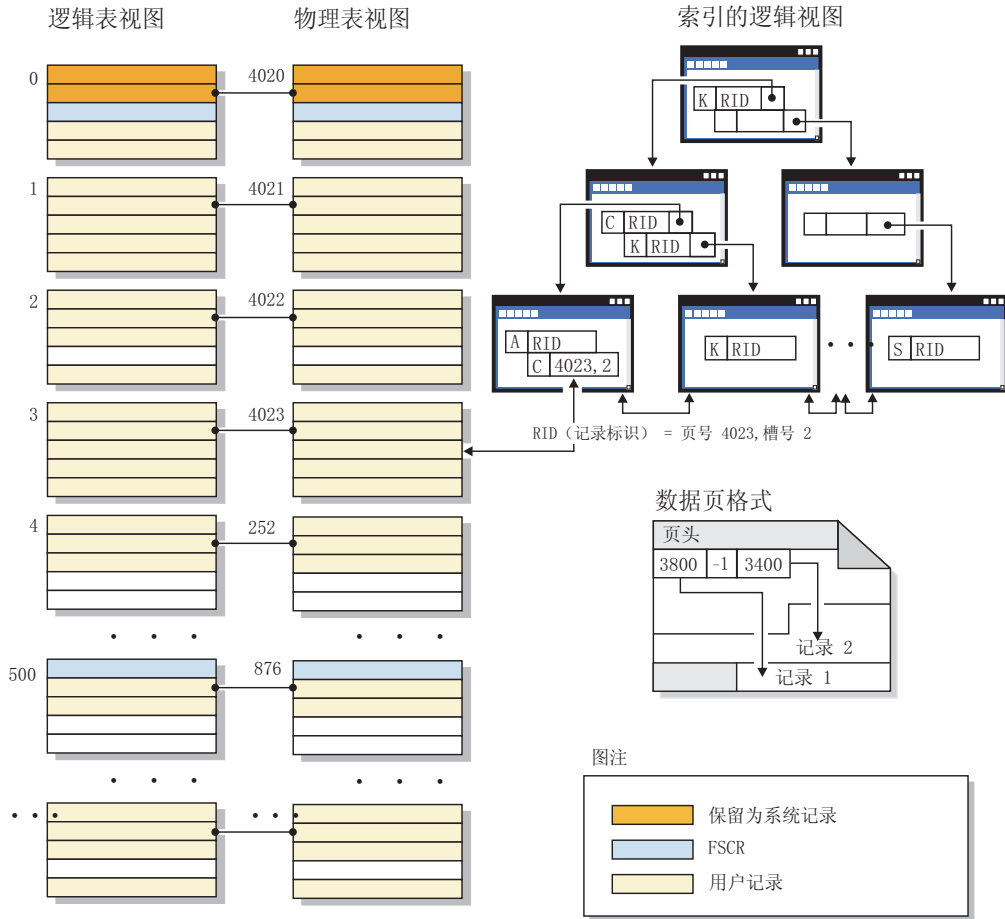 逻辑表视图
物理表视图
索引的逻辑视图
0
4020
1
4021
2
4022
3
4023
4
252
500
876
K RID
C RID
K RID
A RID
C 4023,2
K RID
S RID
RID（记录标识） = 页号 4023,槽号 2
数据页格式
页头
3800 -1 3400
记录 2
记录 1
图注
保留为系统记录
FSCR
用户记录